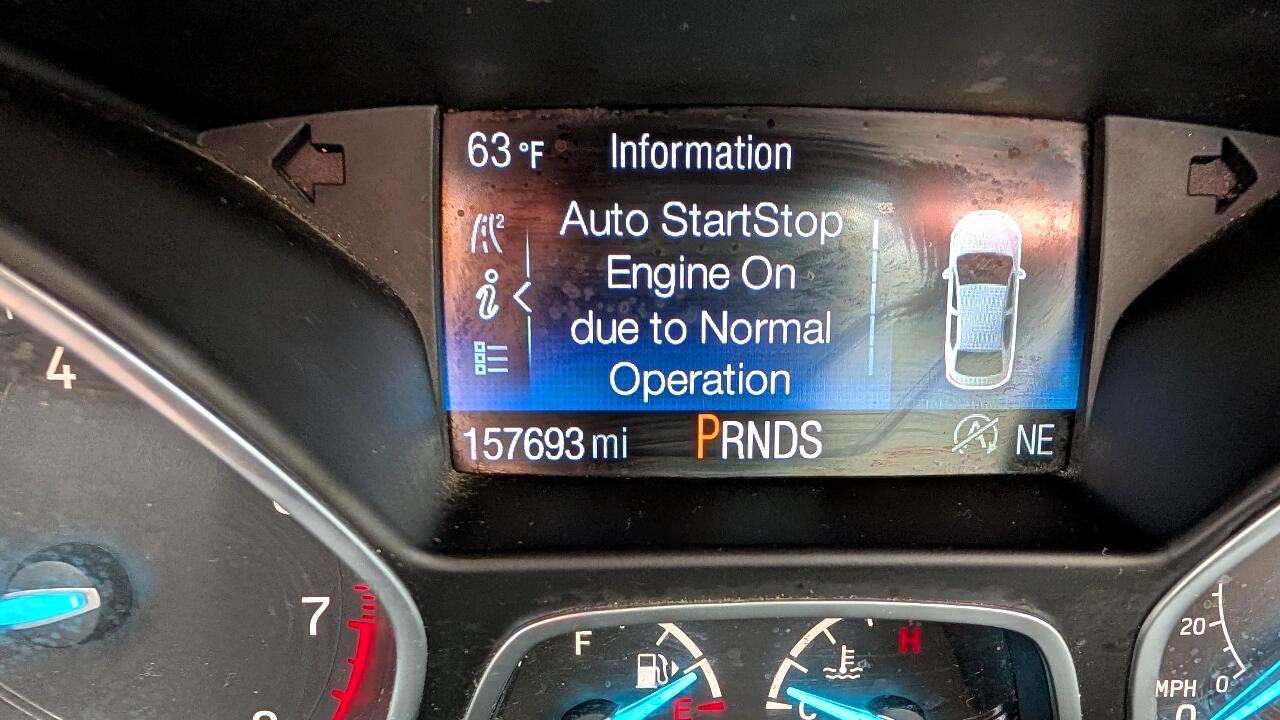 63 °F Information
Auto StartStop
Engine On
due to Normal
Operation
157693 mi PRNDS A NE
4
7
F
H
E
C
20
MPH 0